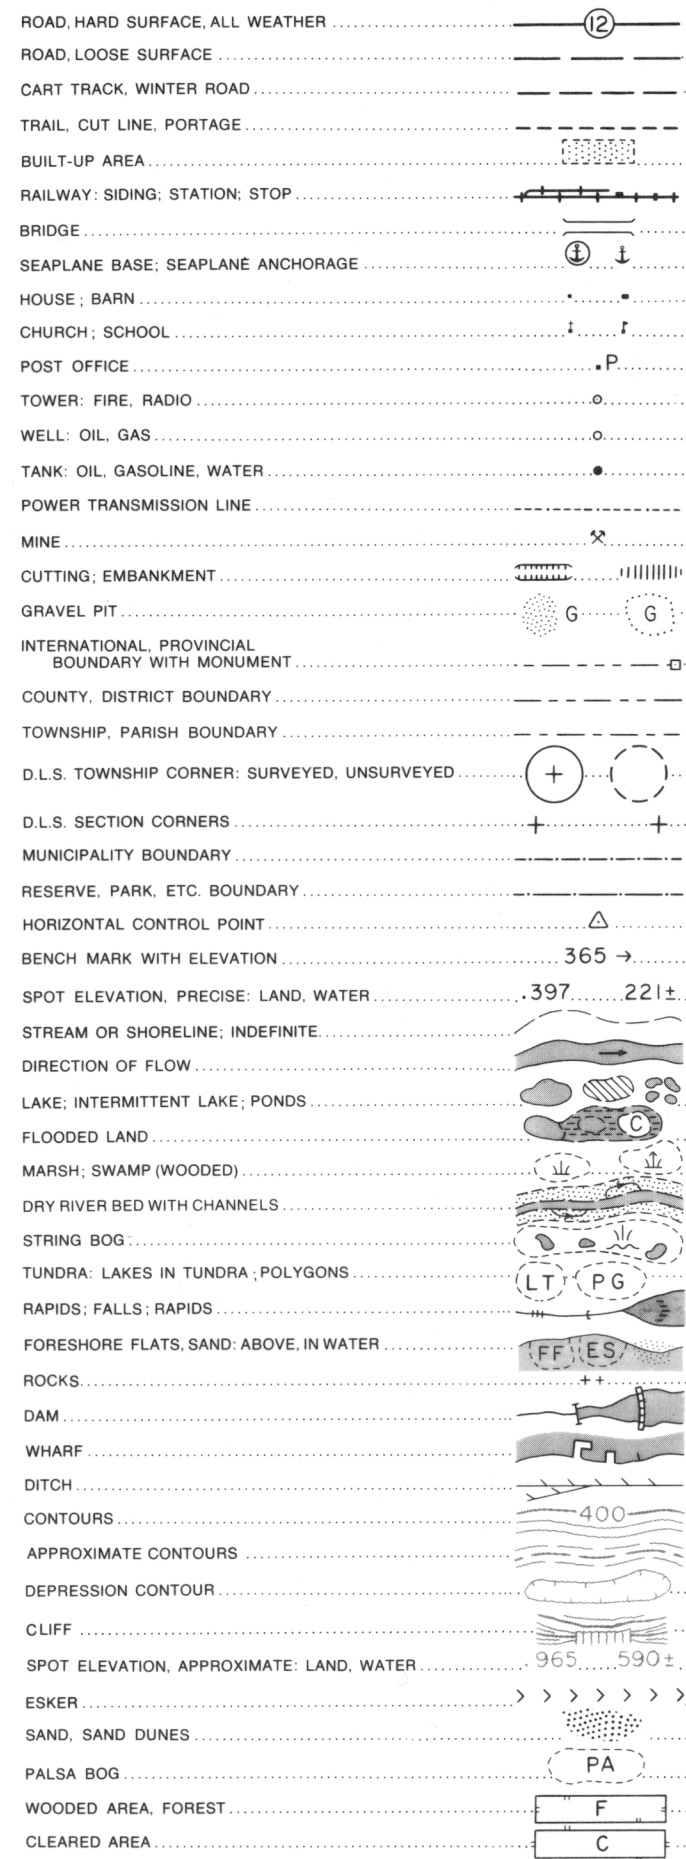 ROAD, HARD SURFACE, ALL WEATHER 12
ROAD, LOOSE SURFACE
CART TRACK, WINTER ROAD
TRAIL, CUT LINE, PORTAGE
BUILT-UP AREA
RAILWAY: SIDING; STATION; STOP
BRIDGE
SEAPLANE BASE; SEAPLANE ANCHORAGE
HOUSE; BARN
CHURCH; SCHOOL
POST OFFICE P
TOWER: FIRE, RADIO
WELL: OIL, GAS
TANK: OIL, GASOLINE, WATER
POWER TRANSMISSION LINE
MINE
CUTTING; EMBANKMENT
GRAVEL PIT G G
INTERNATIONAL, PROVINCIAL
BOUNDARY WITH MONUMENT
COUNTY, DISTRICT BOUNDARY
TOWNSHIP, PARISH BOUNDARY
D.L.S. TOWNSHIP CORNER: SURVEYED, UNSURVEYED
D.L.S. SECTION CORNERS
MUNICIPALITY BOUNDARY
RESERVE, PARK, ETC. BOUNDARY
HORIZONTAL CONTROL POINT
BENCH MARK WITH ELEVATION 365 →
SPOT ELEVATION, PRECISE: LAND, WATER .397 221±
STREAM OR SHORELINE; INDEFINITE
DIRECTION OF FLOW
LAKE; INTERMITTENT LAKE; PONDS
FLOODED LAND C
MARSH; SWAMP (WOODED)
DRY RIVER BED WITH CHANNELS
STRING BOG
TUNDRA: LAKES IN TUNDRA; POLYGONS LT PG
RAPIDS; FALLS; RAPIDS
FORESHORE FLATS, SAND: ABOVE, IN WATER FF ES
ROCKS
DAM
WHARF
DITCH
CONTOURS 400
APPROXIMATE CONTOURS
DEPRESSION CONTOUR
CLIFF
SPOT ELEVATION, APPROXIMATE: LAND, WATER .965 590±
ESKER
SAND, SAND DUNES
PALSA BOG PA
WOODED AREA, FOREST F
CLEARED AREA C